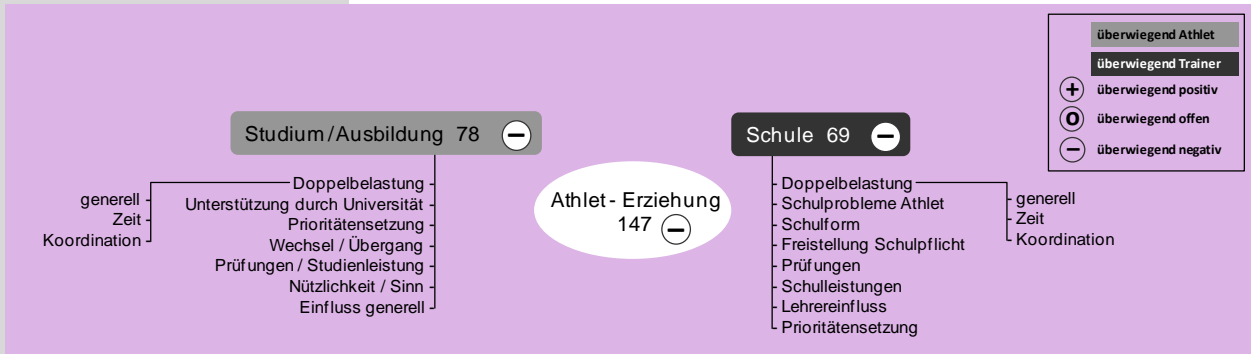 überwiegend Athlet
überwiegend Trainer
+ überwiegend positiv
O überwiegend offen
− überwiegend negativ
Studium/Ausbildung 78 −
Doppelbelastung
generell
Zeit
Koordination
Unterstützung durch Universität
Prioritätensetzung
Wechsel / Übergang
Prüfungen / Studienleistung
Nützlichkeit / Sinn
Einfluss generell
Athlet - Erziehung
147 −
Schule 69 −
Doppelbelastung
generell
Zeit
Koordination
Schulprobleme Athlet
Schulform
Freistellung Schulpflicht
Prüfungen
Schulleistungen
Lehrereinfluss
Prioritätensetzung